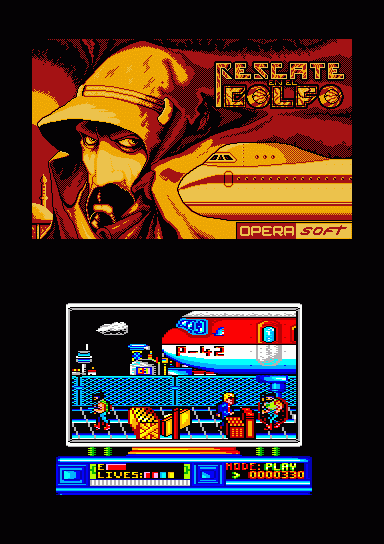 RESCATE
EN EL
GOLFO
OPERA SOFT
P-42
E
MODE: PLAY
LIVES:
0000330